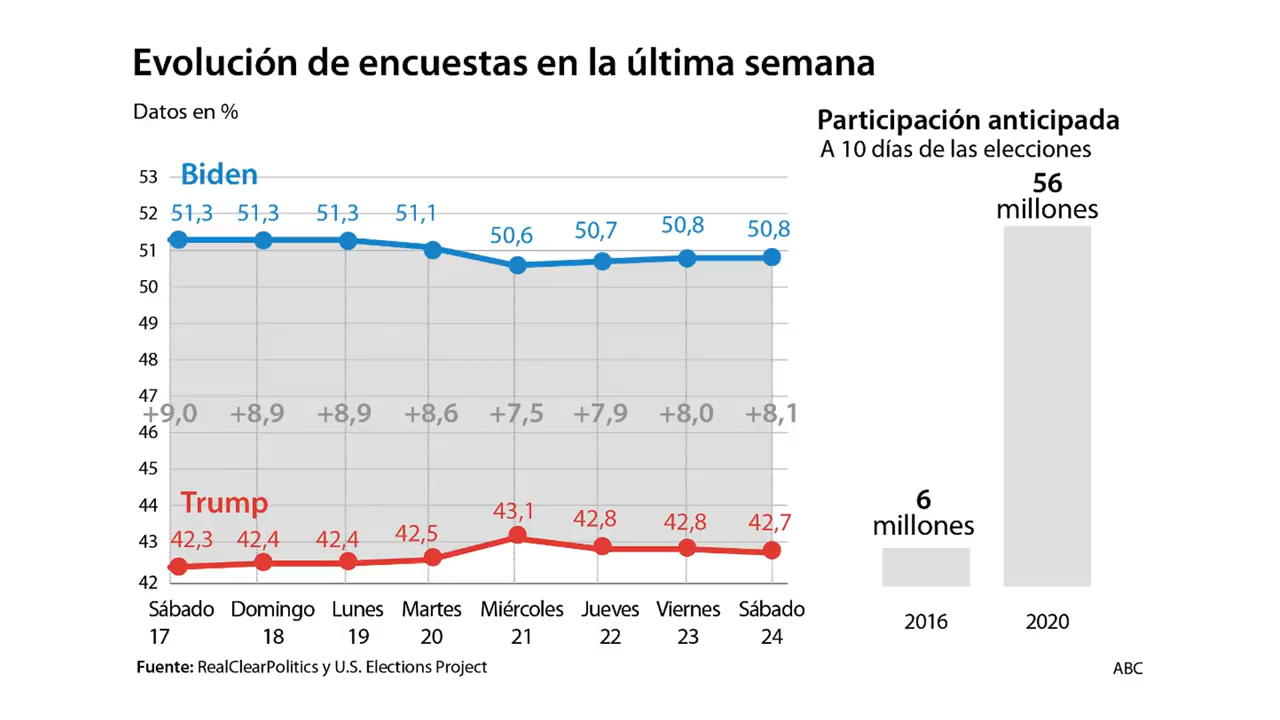 Evolución de encuestas en la última semana
Datos en %
Biden
53
52
51
50
49
48
47
46
45
44
43
42
51,3 51,3 51,3 51,1 50,6 50,7 50,8 50,8
+9,0 +8,9 +8,9 +8,6 +7,5 +7,9 +8,0 +8,1
Trump
42,3 42,4 42,4 42,5 43,1 42,8 42,8 42,7
Sábado Domingo Lunes Martes Miércoles Jueves Viernes Sábado
17 18 19 20 21 22 23 24
Participación anticipada
A 10 días de las elecciones
6
millones
56
millones
2016 2020
Fuente: RealClearPolitics y U.S. Elections Project
ABC